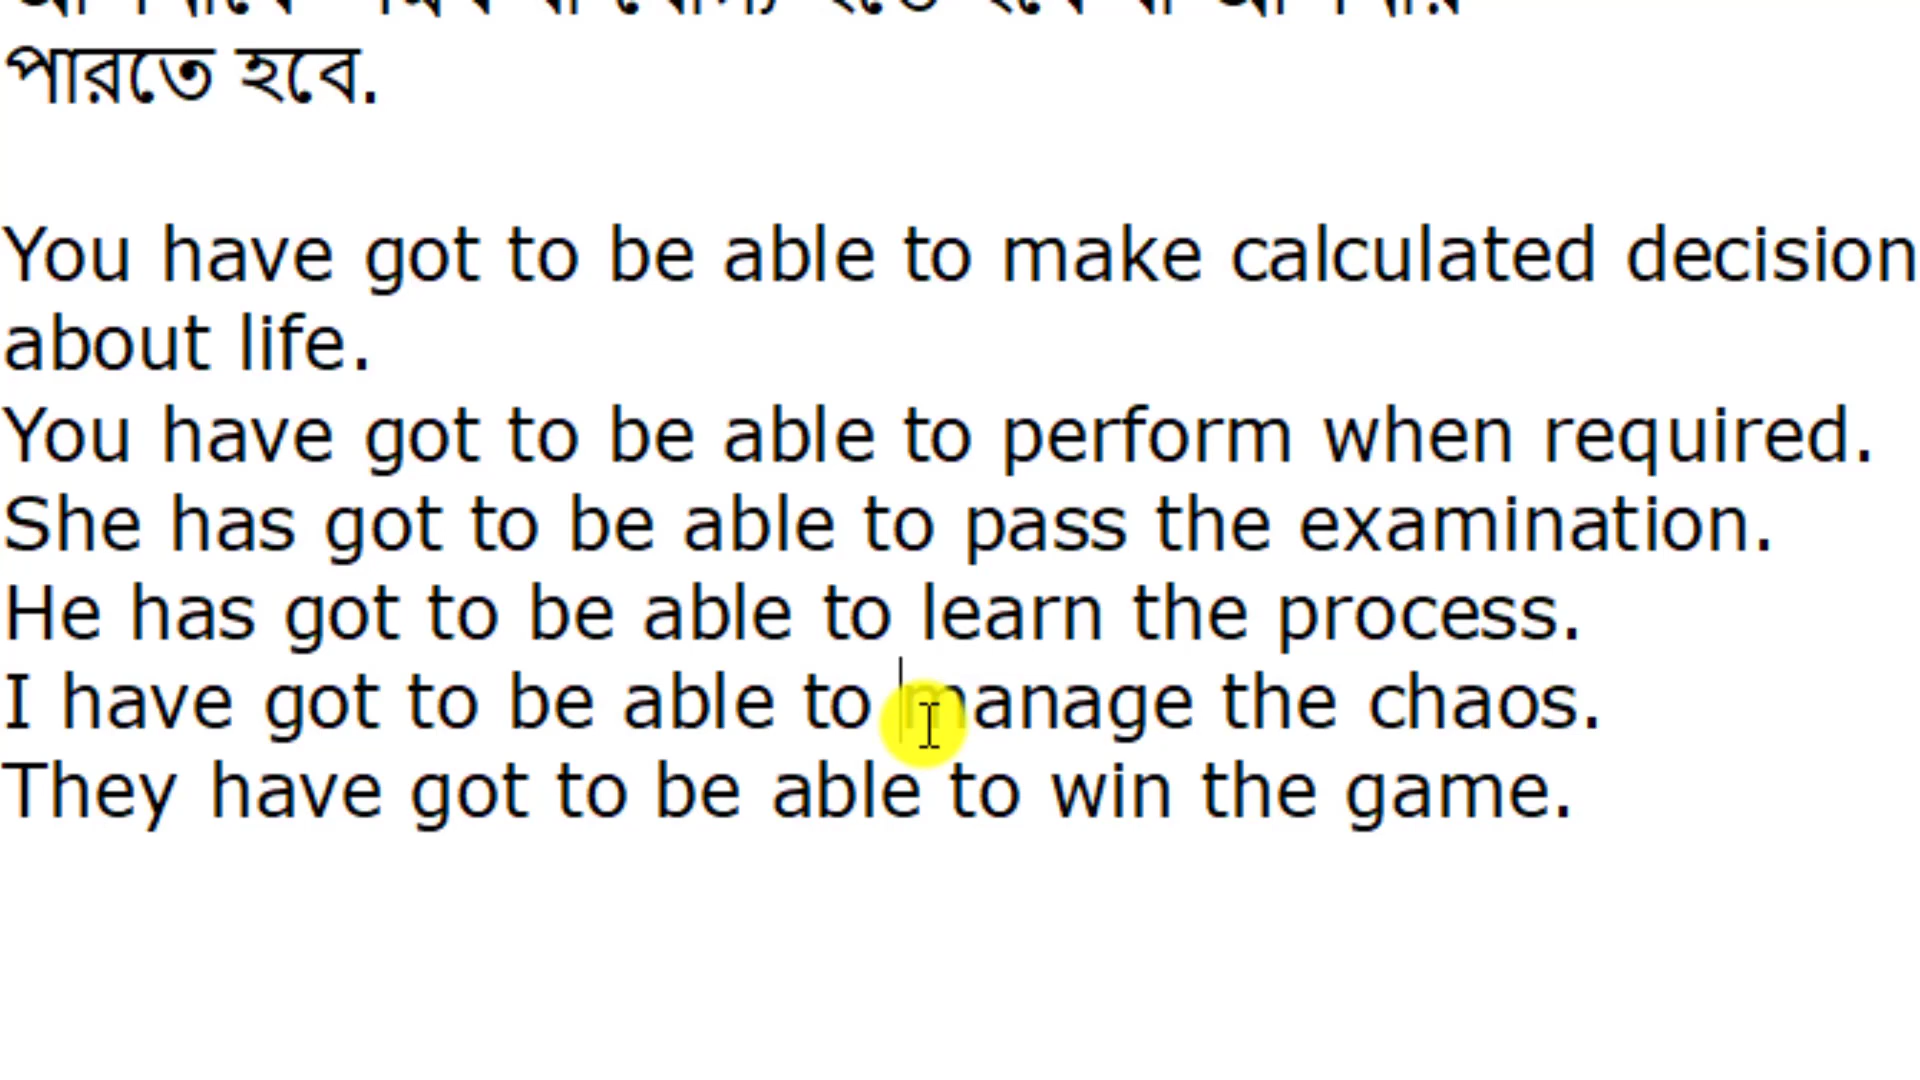 পারতে হবে.
You have got to be able to make calculated decision
about life.
You have got to be able to perform when required.
She has got to be able to pass the examination.
He has got to be able to learn the process.
I have got to be able to manage the chaos.
They have got to be able to win the game.